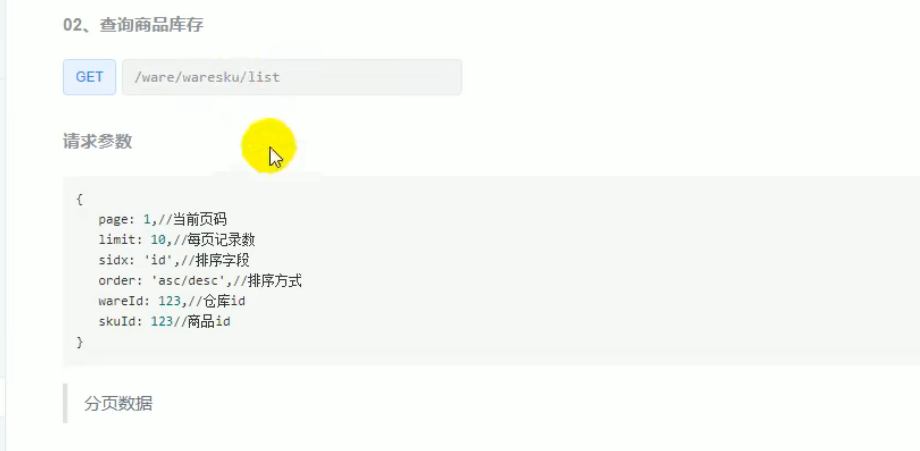 02、查询商品库存
GET /ware/waresku/list
请求参数
{
page: 1,//当前页码
limit: 10,//每页记录数
sidx: 'id',//排序字段
order: 'asc/desc',//排序方式
wareId: 123,//仓库id
skuId: 123//商品id
}
分页数据